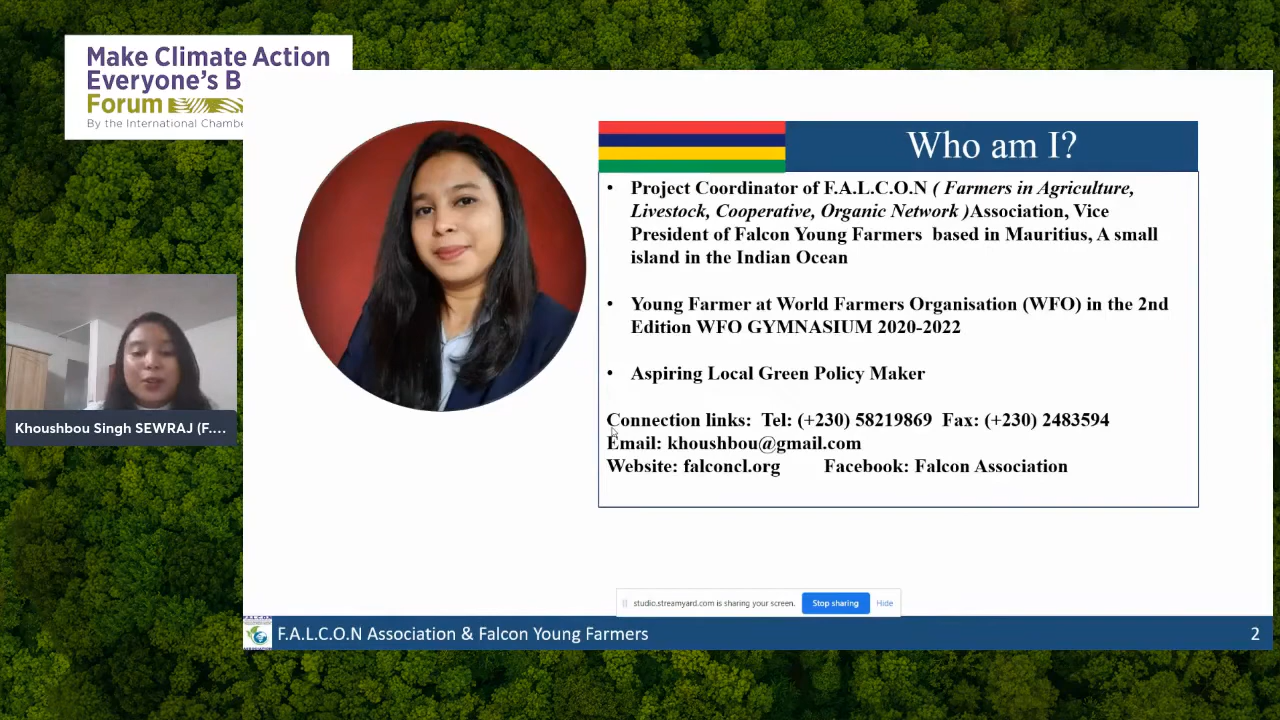 Make Climate Action
Everyone's B
Forum
By the International Chambe
Who am I?
• Project Coordinator of F.A.L.C.O.N ( Farmers in Agriculture,
Livestock, Cooperative, Organic Network )Association, Vice
President of Falcon Young Farmers based in Mauritius, A small
island in the Indian Ocean
• Young Farmer at World Farmers Organisation (WFO) in the 2nd
Edition WFO GYMNASIUM 2020-2022
• Aspiring Local Green Policy Maker
Connection links: Tel: (+230) 58219869 Fax: (+230) 2483594
Email: khoushbou@gmail.com
Website: falconcl.org Facebook: Falcon Association
Khoushbou Singh SEWRAJ (F....
studio.streamyard.com is sharing your screen. Stop sharing Hide
FALCON
F.A.L.C.O.N Association & Falcon Young Farmers 2